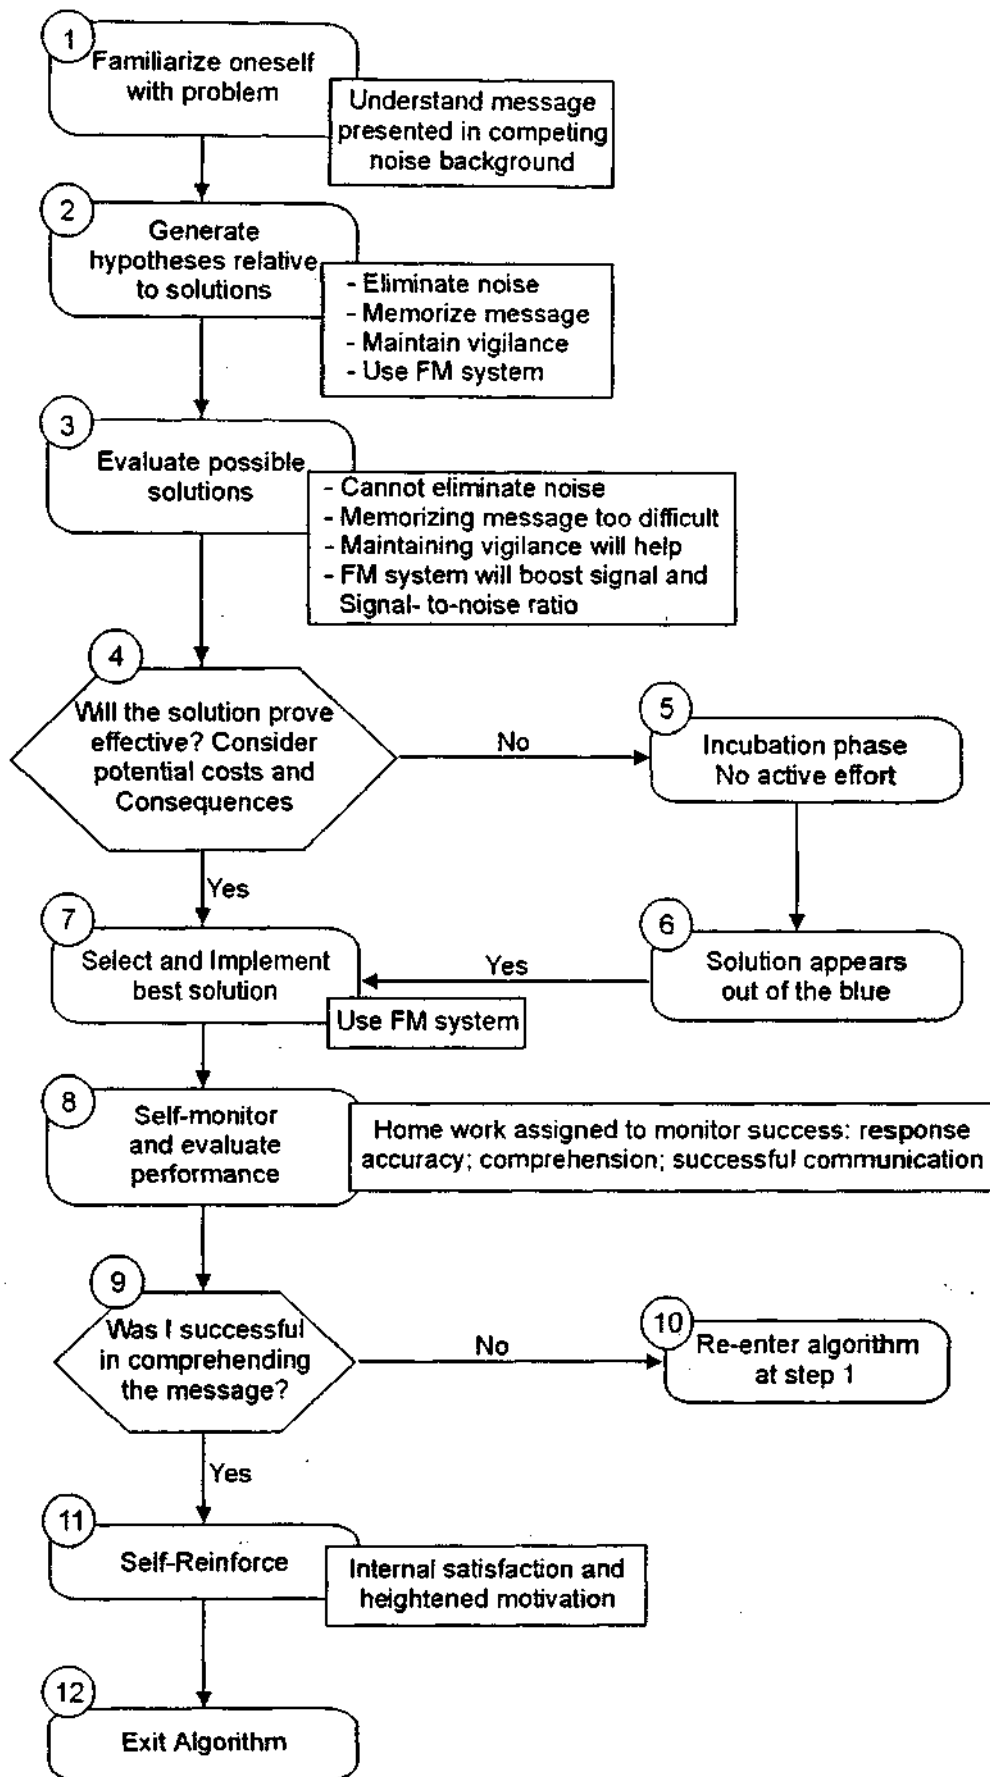 1
Familiarize oneself
with problem
Understand message
presented in competing
noise background
2
Generate
hypotheses relative
to solutions
- Eliminate noise
- Memorize message
- Maintain vigilance
- Use FM system
3
Evaluate possible
solutions
- Cannot eliminate noise
- Memorizing message too difficult
- Maintaining vigilance will help
- FM system will boost signal and
Signal- to-noise ratio
4
Will the solution prove
effective? Consider
potential costs and
Consequences
No
5
Incubation phase
No active effort
Yes
7
Select and Implement
best solution
Use FM system
Yes
6
Solution appears
out of the blue
8
Self-monitor
and evaluate
performance
Home work assigned to monitor success: response
accuracy; comprehension; successful communication
9
Was I successful
in comprehending
the message?
No
10
Re-enter algorithm
at step 1
Yes
11
Self-Reinforce
Internal satisfaction and
heightened motivation
12
Exit Algorithm